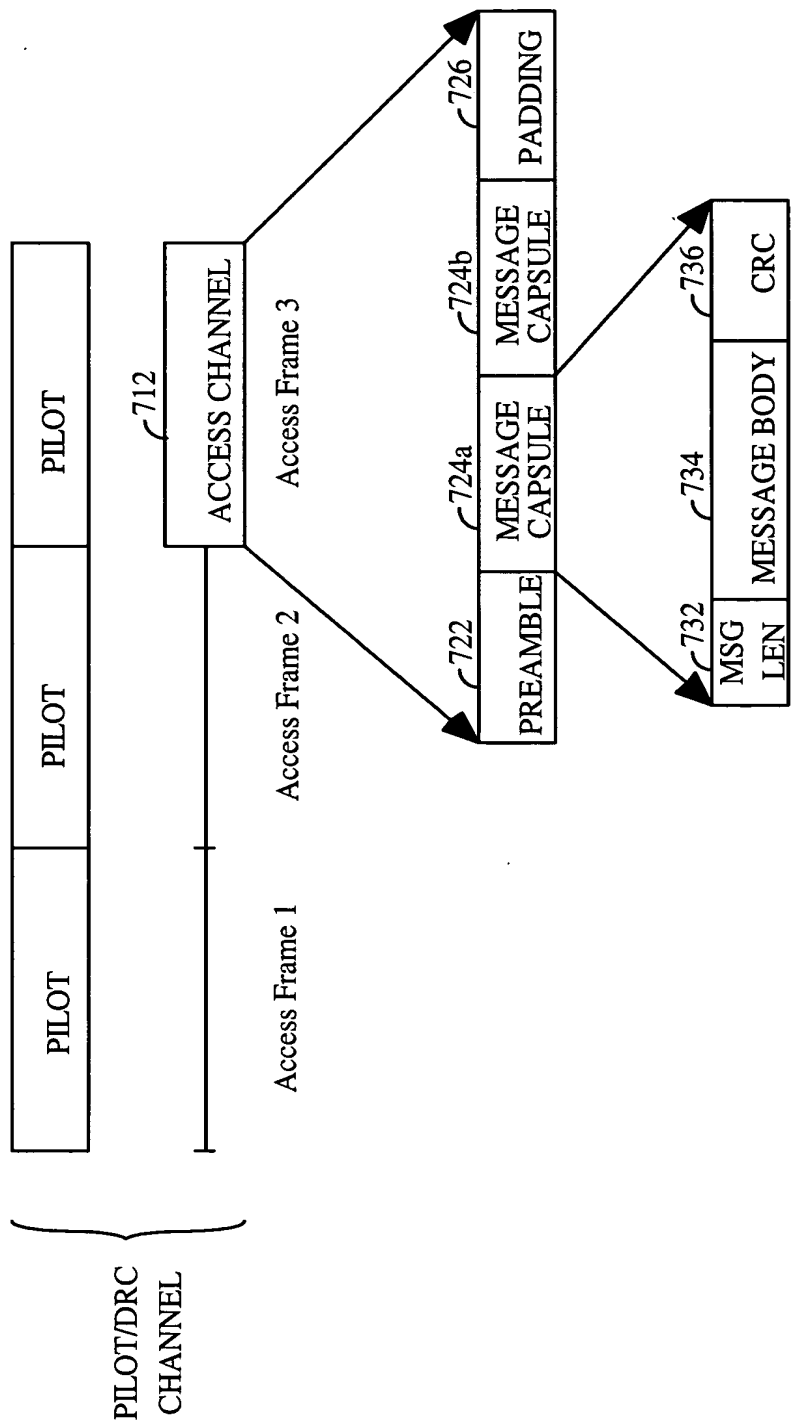 PILOT/DRC
CHANNEL
PILOT
PILOT
PILOT
712
ACCESS CHANNEL
Access Frame 1
Access Frame 2
Access Frame 3
722
724a
724b
726
PREAMBLE
MESSAGE
CAPSULE
MESSAGE
CAPSULE
PADDING
732
734
736
MSG
LEN
MESSAGE BODY
CRC